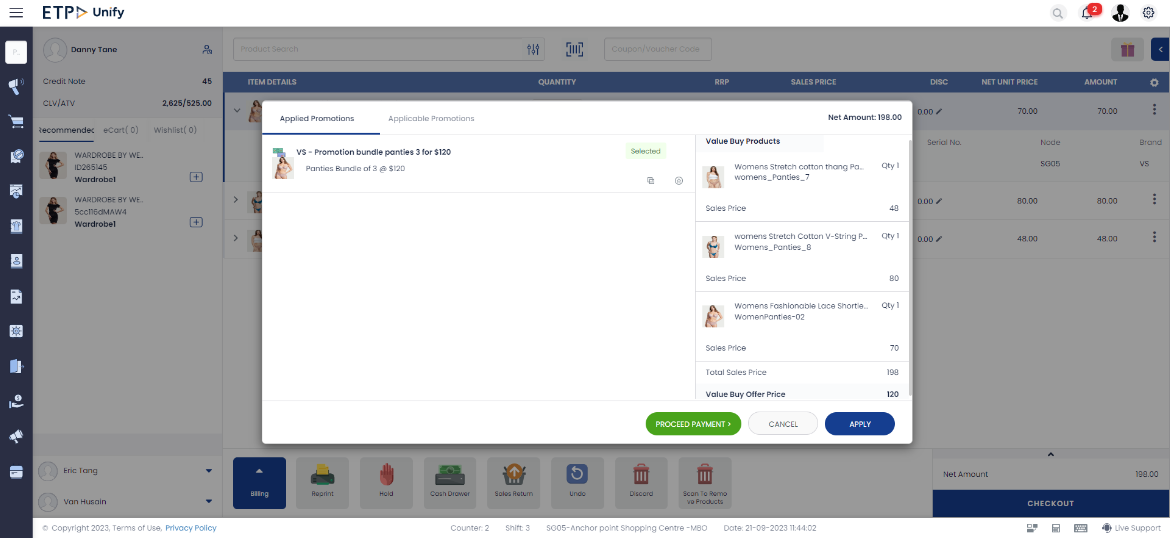 ETP Unify
2
Danny Tane
Credit Note 45
CLV/ATV 2,625/525.00
Recommended eCart( 0 ) Wishlist( 0 )
WARDROBE BY WE..
ID265145
Wardrobe1
WARDROBE BY WE..
5cc116dMAW4
Wardrobe1
Eric Tang
Van Husain
Product Search
Coupon/Voucher Code
ITEM DETAILS QUANTITY RRP SALES PRICE DISC NET UNIT PRICE AMOUNT
0.00 70.00 70.00
Serial No. Node Brand
SG05 VS
0.00 80.00 80.00
0.00 48.00 48.00
Applied Promotions Applicable Promotions Net Amount: 198.00
VS - Promotion bundle panties 3 for $120 Selected
Panties Bundle of 3 @ $120
Value Buy Products
Womens Stretch cotton thang Pa... Qty 1
womens_Panties_7
Sales Price 48
womens Stretch Cotton V-String P... Qty 1
Womens_Panties_8
Sales Price 80
Womens Fashionable Lace Shortie... Qty 1
WomenPanties-02
Sales Price 70
Total Sales Price 198
Value Buy Offer Price 120
PROCEED PAYMENT CANCEL APPLY
Billing Reprint Hold Cash Drawer Sales Return Undo Discard Scan To Remo
ve Products
Net Amount 198.00
CHECKOUT
© Copyright 2023, Terms of Use, Privacy Policy Counter: 2 Shift: 3 SG05-Anchor point Shopping Centre -MBO Date: 21-09-2023 11:44:02 Live Support